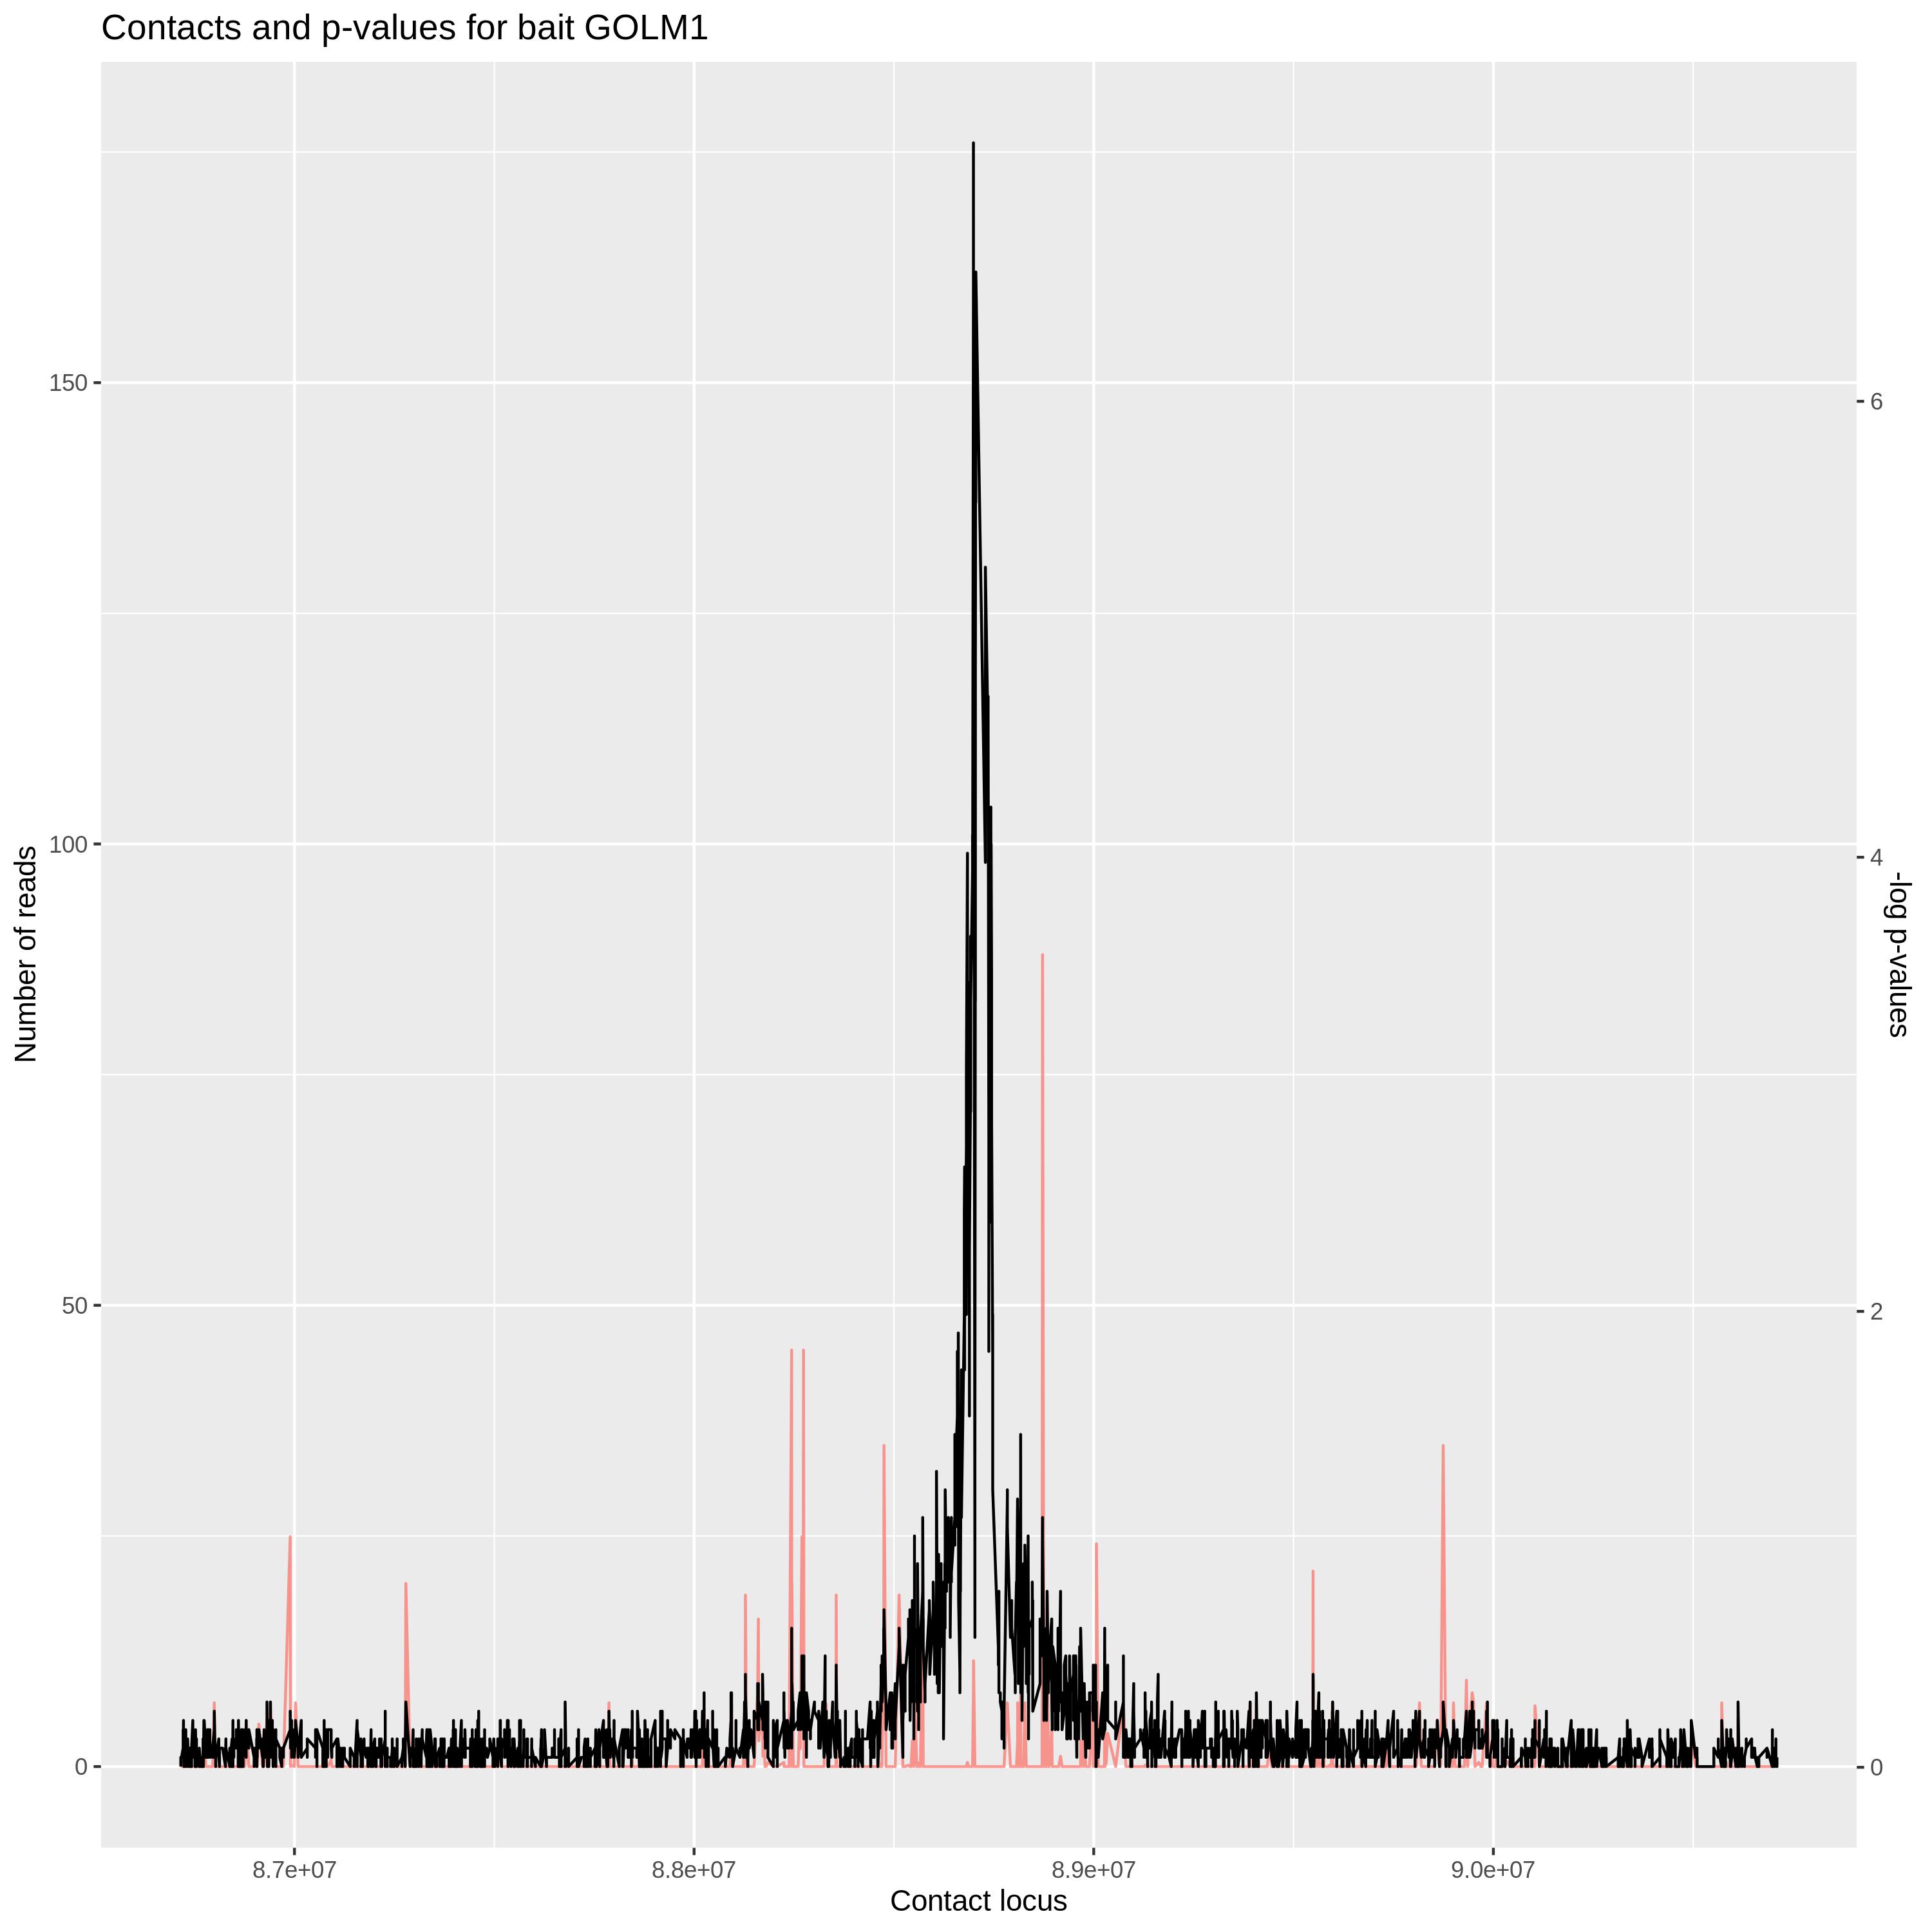 Contacts and p-values for bait GOLM1
Number of reads
150
100
50
0
6
4
2
0
-log p-values
8.7e+07 8.8e+07 8.9e+07 9.0e+07
Contact locus